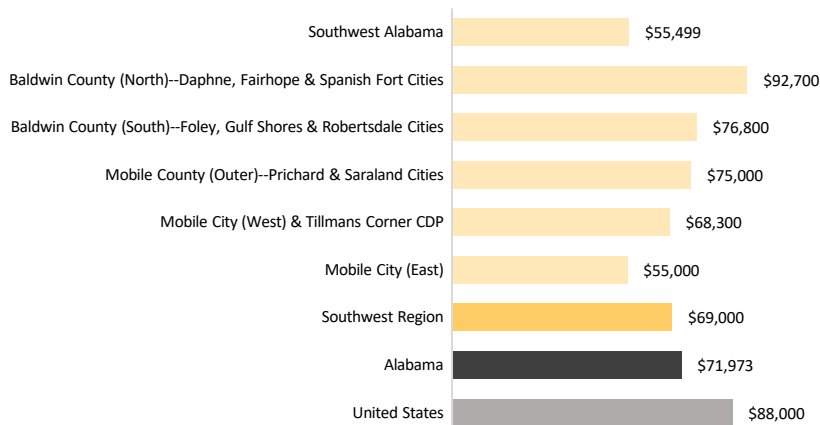 Southwest Alabama $55,499
Baldwin County (North)--Daphne, Fairhope & Spanish Fort Cities $92,700
Baldwin County (South)--Foley, Gulf Shores & Robertsdale Cities $76,800
Mobile County (Outer)--Prichard & Saraland Cities $75,000
Mobile City (West) & Tillmans Corner CDP $68,300
Mobile City (East) $55,000
Southwest Region $69,000
Alabama $71,973
United States $88,000